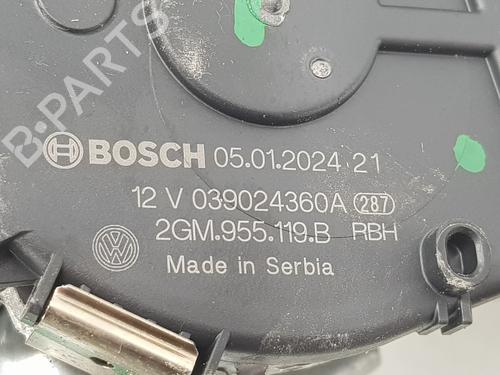 B-PARTS
BOSCH 05.01.2024 21
12 V 039024360A 287
2GM.955.119.B RBH
Made in Serbia